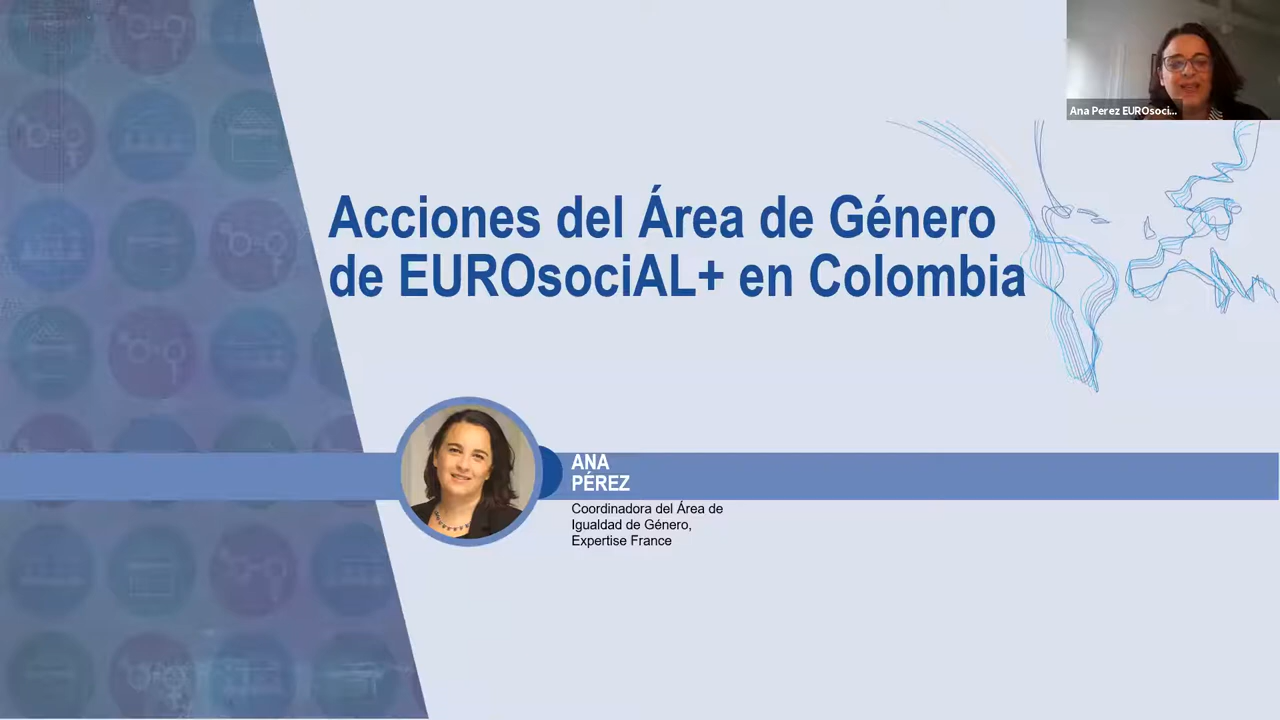 Ana Perez EUROsoci...
Acciones del Área de Género
de EUROsociAL+ en Colombia
ANA
PÉREZ
Coordinadora del Área de
Igualdad de Género,
Expertise France